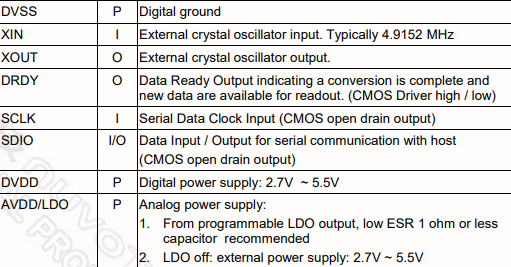 DVSS P Digital ground
XIN I External crystal oscillator input. Typically 4.9152 MHz
XOUT O External crystal oscillator output.
DRDY O Data Ready Output indicating a conversion is complete and
new data are available for readout. (CMOS Driver high / low)
SCLK I Serial Data Clock Input (CMOS open drain output)
SDIO I/O Data Input / Output for serial communication with host
(CMOS open drain output)
DVDD P Digital power supply: 2.7V ~ 5.5V
AVDD/LDO P Analog power supply:
1. From programmable LDO output, low ESR 1 ohm or less
capacitor recommended
2. LDO off: external power supply: 2.7V ~ 5.5V